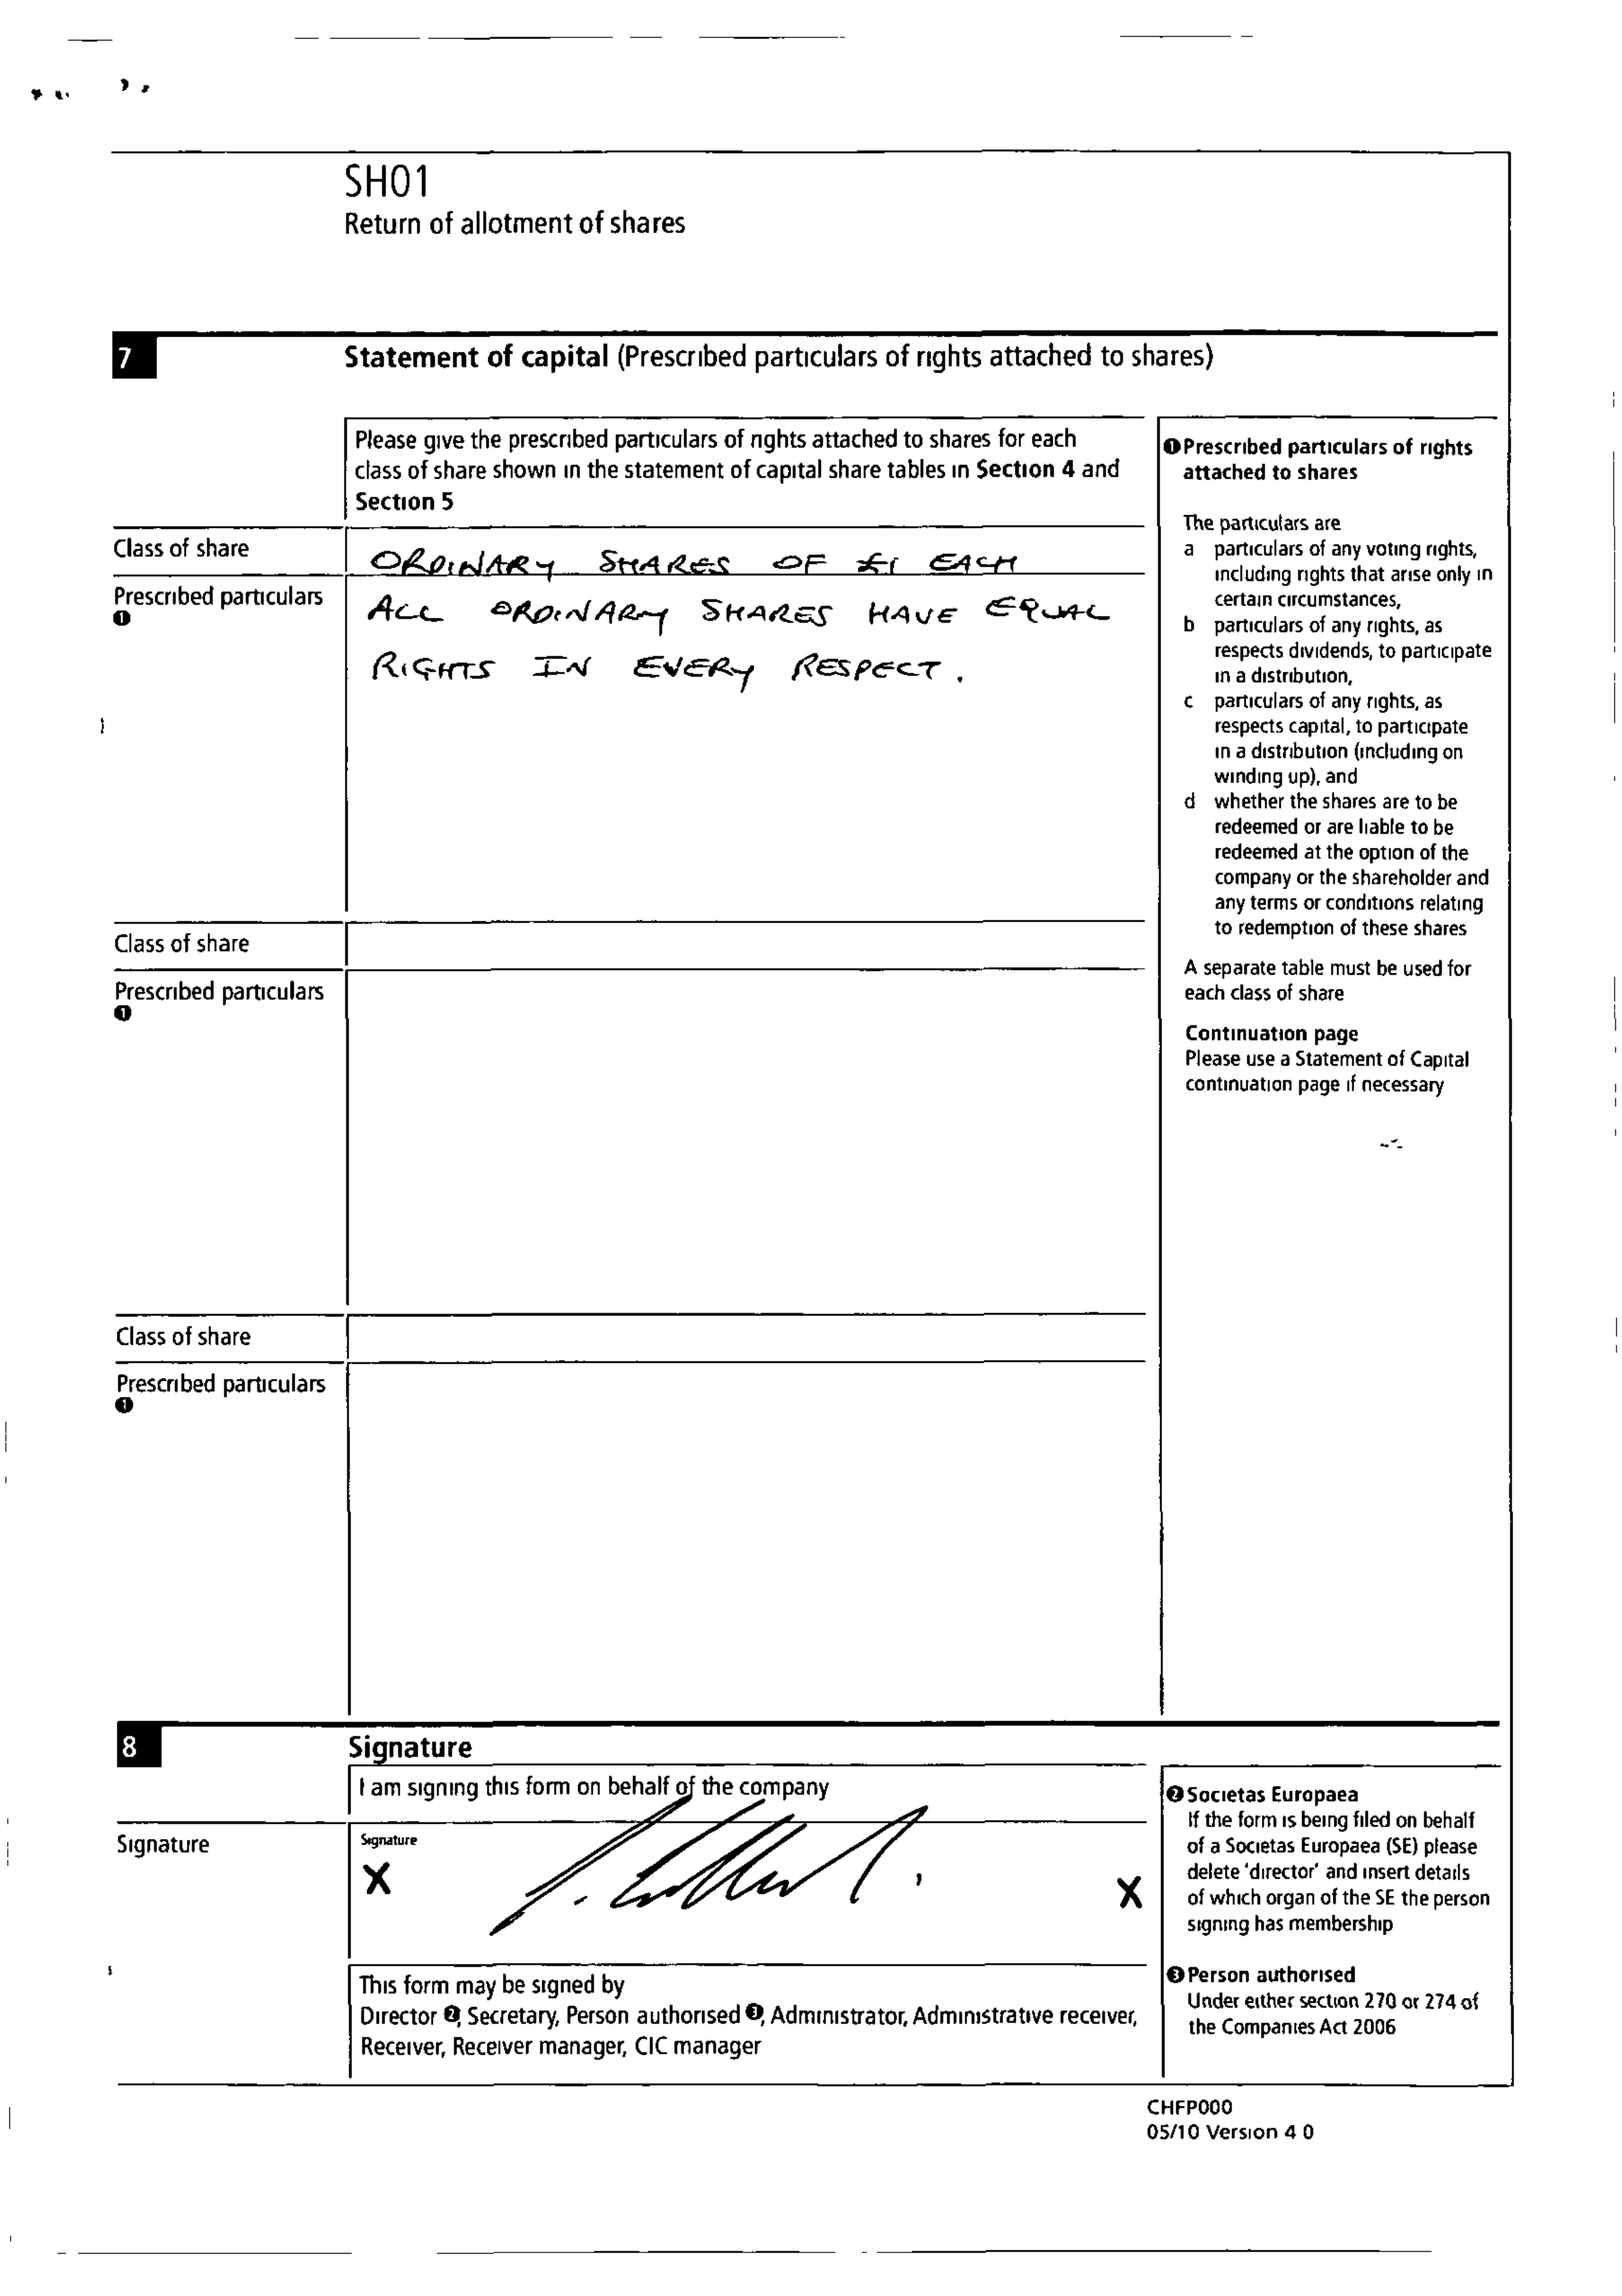 SH01
Return of allotment of shares
7
Statement of capital (Prescribed particulars of rights attached to shares)
Please give the prescribed particulars of rights attached to shares for each
class of share shown in the statement of capital share tables in Section 4 and
Section 5
Class of share
ORDINARY SHARES OF £1 EACH
Prescribed particulars
❶
ALL ORDINARY SHARES HAVE EQUAL
RIGHTS IN EVERY RESPECT.
Class of share
Prescribed particulars
❶
Class of share
Prescribed particulars
❶
❶ Prescribed particulars of rights
attached to shares
The particulars are
a particulars of any voting rights,
including rights that arise only in
certain circumstances,
b particulars of any rights, as
respects dividends, to participate
in a distribution,
c particulars of any rights, as
respects capital, to participate
in a distribution (including on
winding up), and
d whether the shares are to be
redeemed or are liable to be
redeemed at the option of the
company or the shareholder and
any terms or conditions relating
to redemption of these shares
A separate table must be used for
each class of share
Continuation page
Please use a Statement of Capital
continuation page if necessary
8
Signature
I am signing this form on behalf of the company
Signature
Signature
X
X
This form may be signed by
Director ❷, Secretary, Person authorised ❸, Administrator, Administrative receiver,
Receiver, Receiver manager, CIC manager
❷ Societas Europaea
If the form is being filed on behalf
of a Societas Europaea (SE) please
delete 'director' and insert details
of which organ of the SE the person
signing has membership
❸ Person authorised
Under either section 270 or 274 of
the Companies Act 2006
CHFP000
05/10 Version 4 0